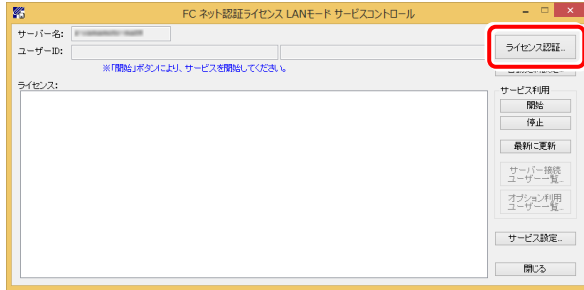 FC ネット認証ライセンス LANモード サービスコントロール
サーバー名:
ユーザーID:
※「開始」ボタンにより、サービスを開始してください。
ライセンス:
ライセンス認証..
サービス利用
開始
停止
最新に更新
サーバー接続
ユーザー一覧..
オプション利用
ユーザー一覧..
サービス設定..
閉じる